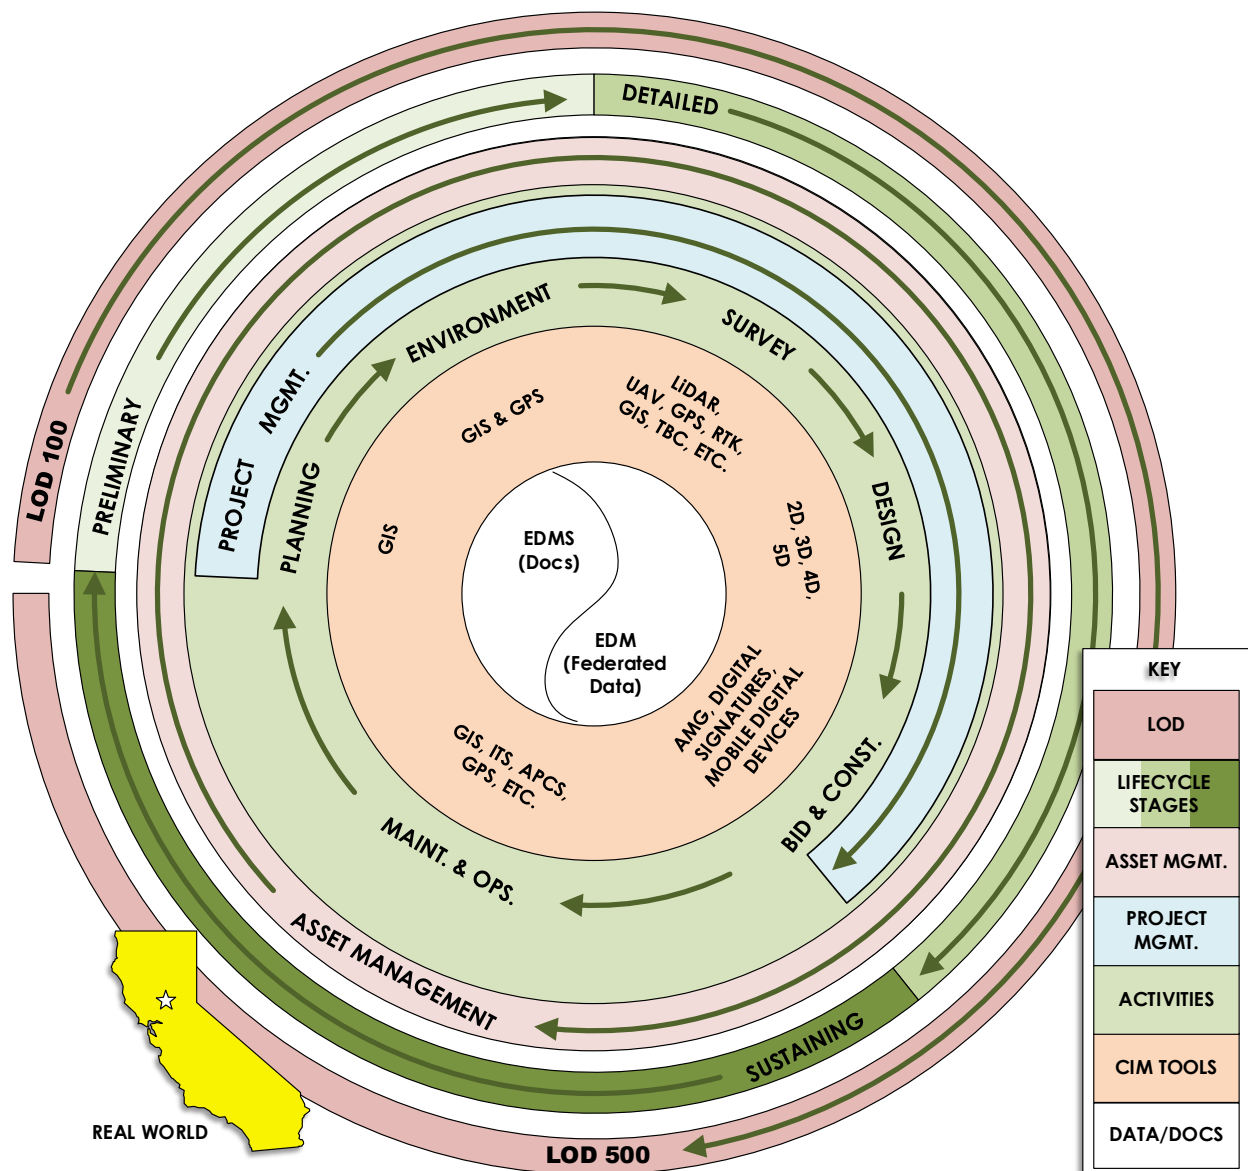 DETAILED
LOD 100
PRELIMINARY
PROJECT MGMT.
PLANNING
ENVIRONMENT
SURVEY
DESIGN
BID & CONST.
MAINT. & OPS.
ASSET MANAGEMENT
SUSTAINING
LOD 500
GIS
GIS & GPS
LiDAR,
UAV, GPS, RTK,
GIS, TBC, ETC.
2D, 3D, 4D,
5D
AMG, DIGITAL
SIGNATURES,
MOBILE DIGITAL
DEVICES
GIS, ITS, APCS,
GPS, ETC.
EDMS
(Docs)
EDM
(Federated
Data)
REAL WORLD
KEY
LOD
LIFECYCLE
STAGES
ASSET MGMT.
PROJECT
MGMT.
ACTIVITIES
CIM TOOLS
DATA/DOCS